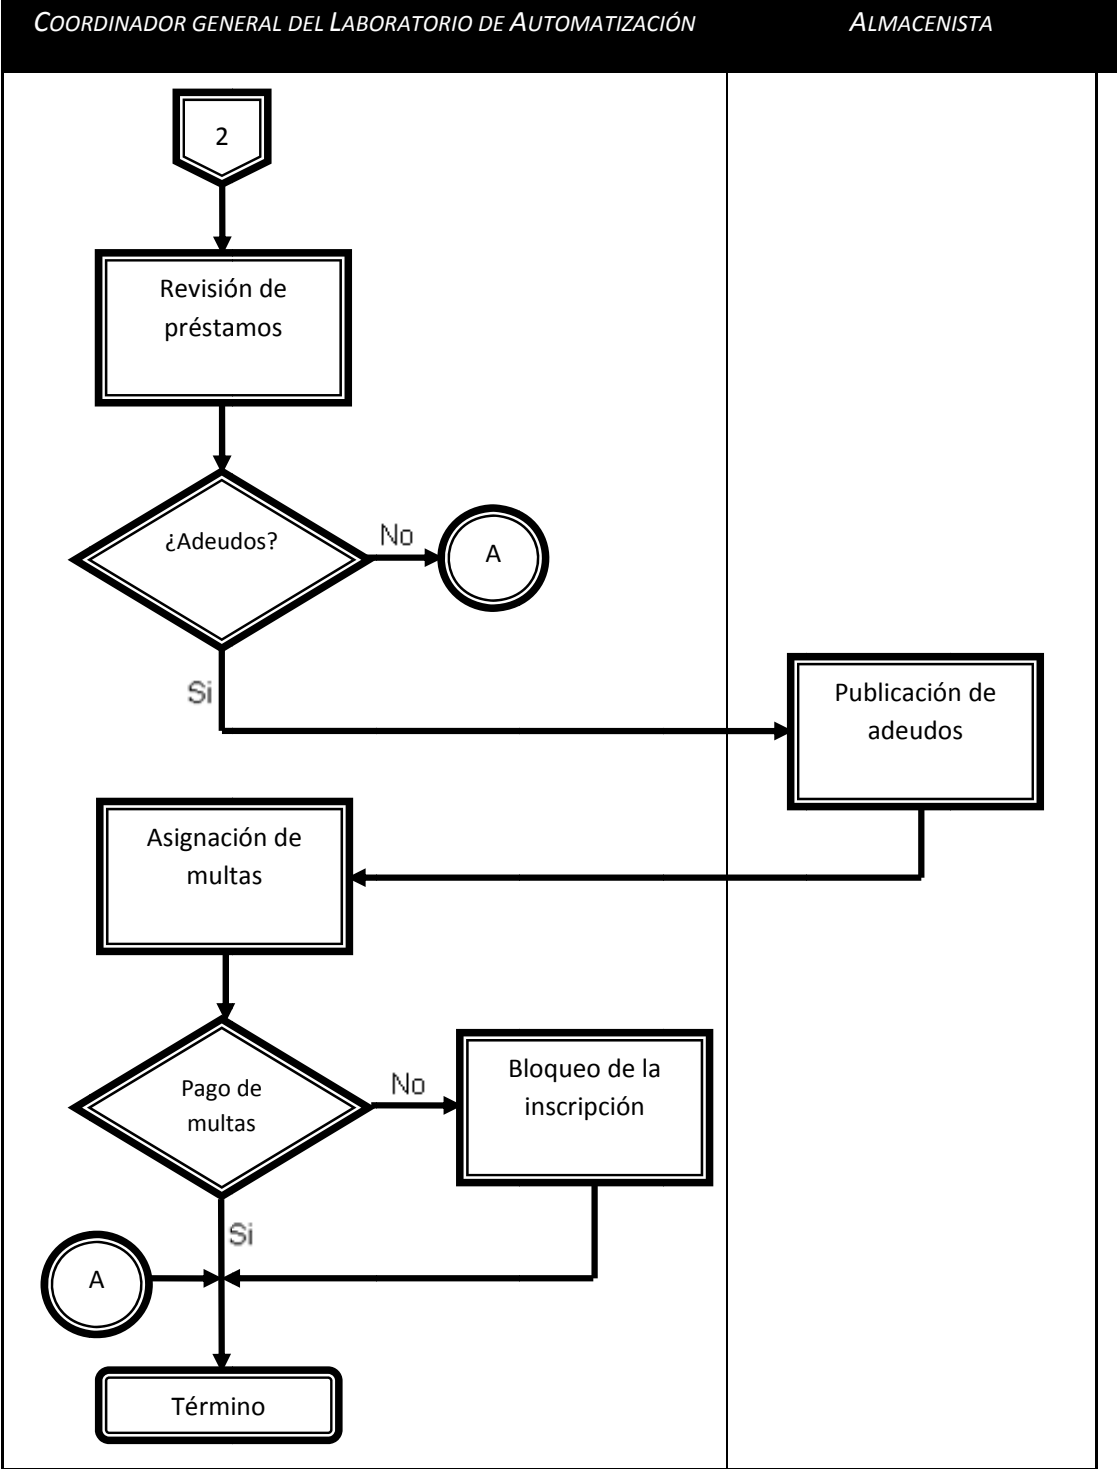 COORDINADOR GENERAL DEL LABORATORIO DE AUTOMATIZACIÓN
ALMACENISTA
2
Revisión de
préstamos
¿Adeudos?
No
A
Si
Publicación de
adeudos
Asignación de
multas
Pago de
multas
No
Bloqueo de la
inscripción
Si
A
Término